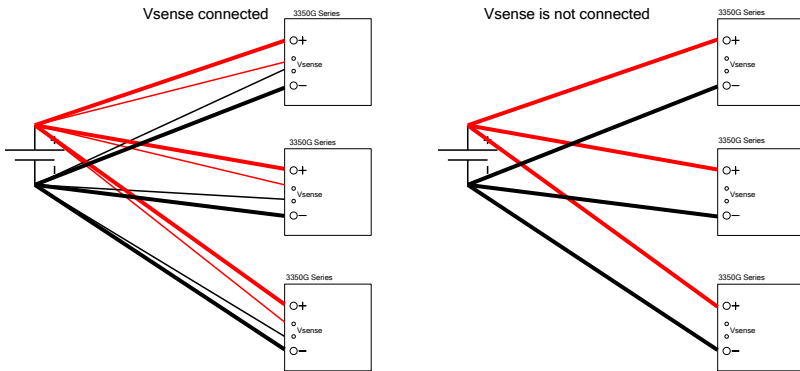 Vsense connected
3350G Series
+
Vsense
−
3350G Series
+
Vsense
−
3350G Series
+
Vsense
−
Vsense is not connected
3350G Series
+
Vsense
−
3350G Series
+
Vsense
−
3350G Series
+
Vsense
−